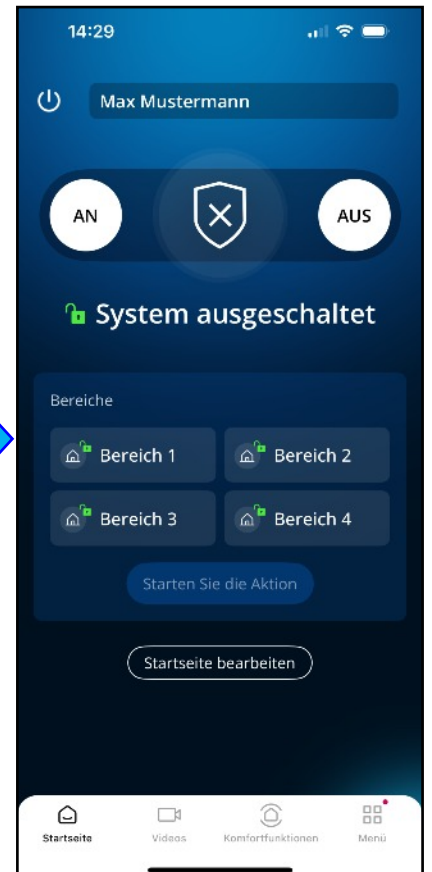 14:29
Max Mustermann
AN AUS
System ausgeschaltet
Bereiche
Bereich 1 Bereich 2
Bereich 3 Bereich 4
Starten Sie die Aktion
Startseite bearbeiten
Startseite Videos Komfortfunktionen Menü